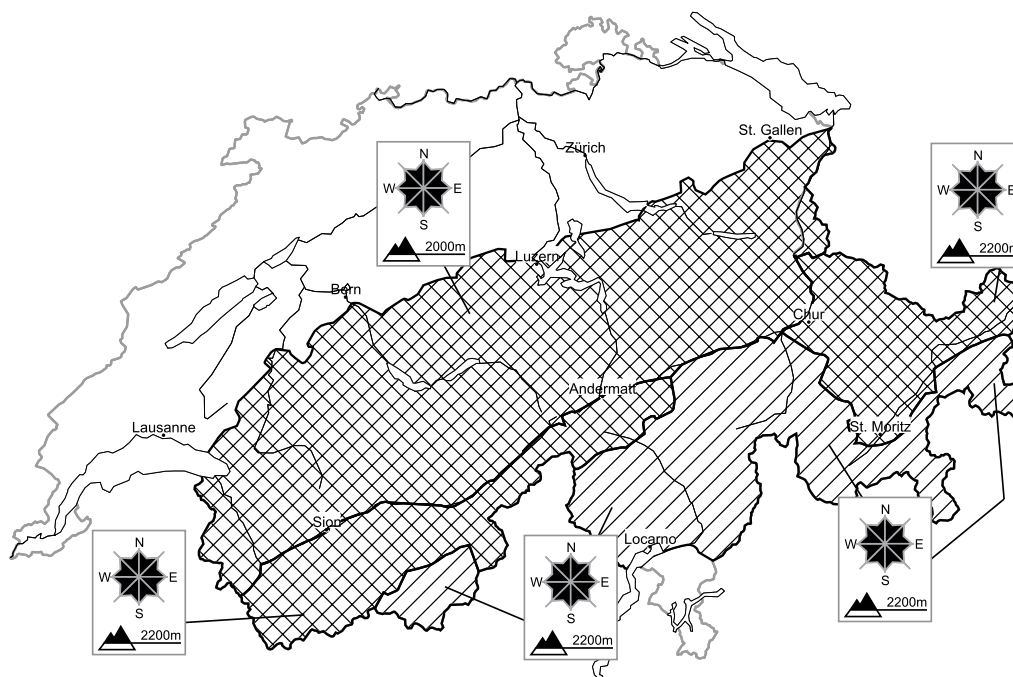 St. Gallen
Zürich
N
W E
S
2000m
N
W E
S
2200m
Luzern
Bern
Chur
Andermatt
Lausanne
St. Moritz
Sion
Locarno
N
W E
S
2200m
N
W E
S
2200m
N
W E
S
2200m